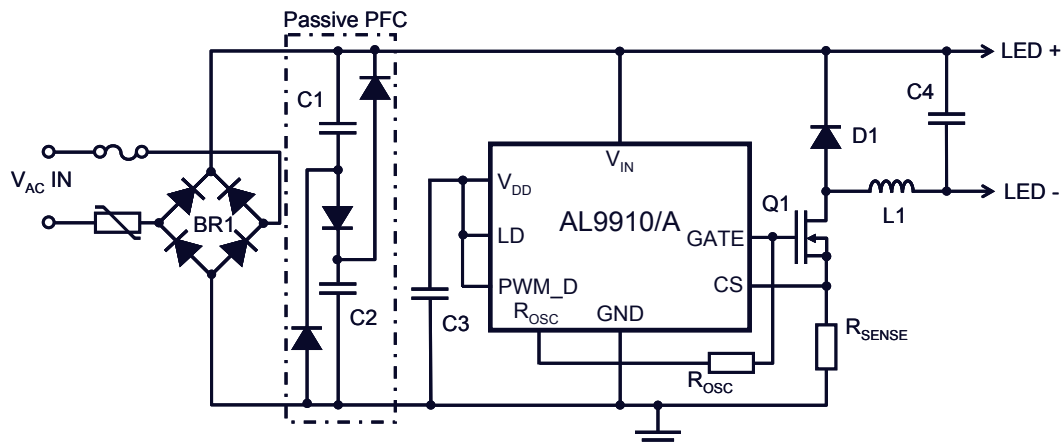 Passive PFC
LED +
C1
C4
D1
V_IN
V_AC IN
V_DD
LED -
Q1
L1
BR1
AL9910/A
LD
GATE
PWM_D
CS
C2
C3
R_OSC
GND
R_SENSE
R_OSC